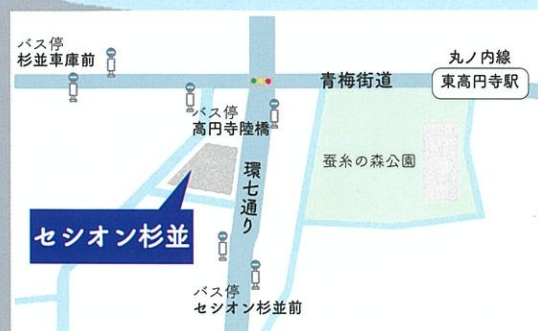 バス停
杉並車庫前
丸ノ内線
東高円寺駅
青梅街道
バス停
高円寺陸橋
環七通り
蚕糸の森公園
セシオン杉並
バス停
セシオン杉並前